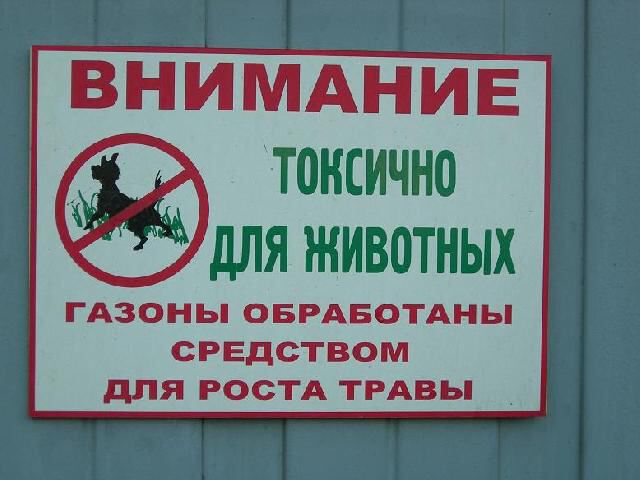 ВНИМАНИЕ
ТОКСИЧНО
ДЛЯ ЖИВОТНЫХ
ГАЗОНЫ ОБРАБОТАНЫ
СРЕДСТВОМ
ДЛЯ РОСТА ТРАВЫ